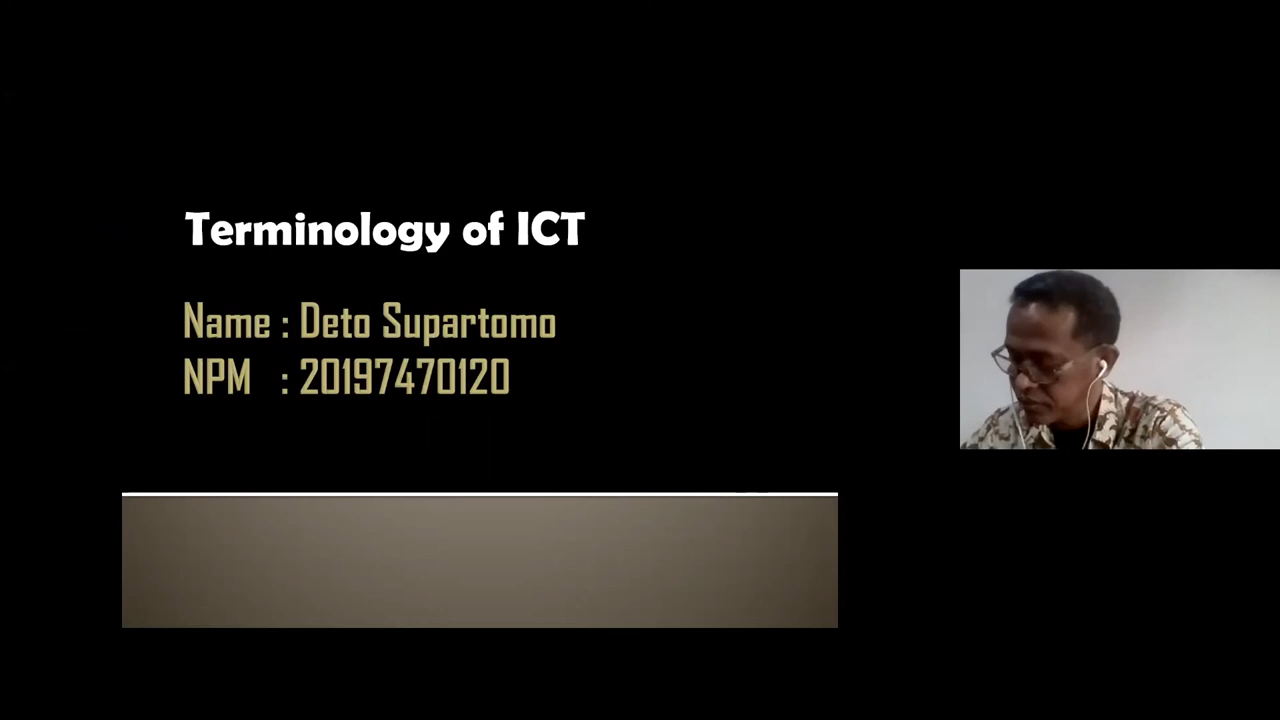 Terminology of ICT
Name : Deto Supartomo
NPM : 20197470120